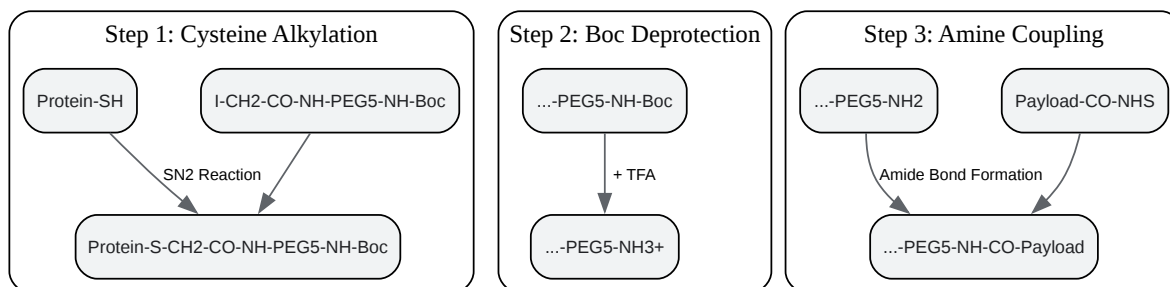 Step 1: Cysteine Alkylation
Protein-SH
I-CH2-CO-NH-PEG5-NH-Boc
SN2 Reaction
Protein-S-CH2-CO-NH-PEG5-NH-Boc
Step 2: Boc Deprotection
...-PEG5-NH-Boc
+ TFA
...-PEG5-NH3+
Step 3: Amine Coupling
...-PEG5-NH2
Payload-CO-NHS
Amide Bond Formation
...-PEG5-NH-CO-Payload